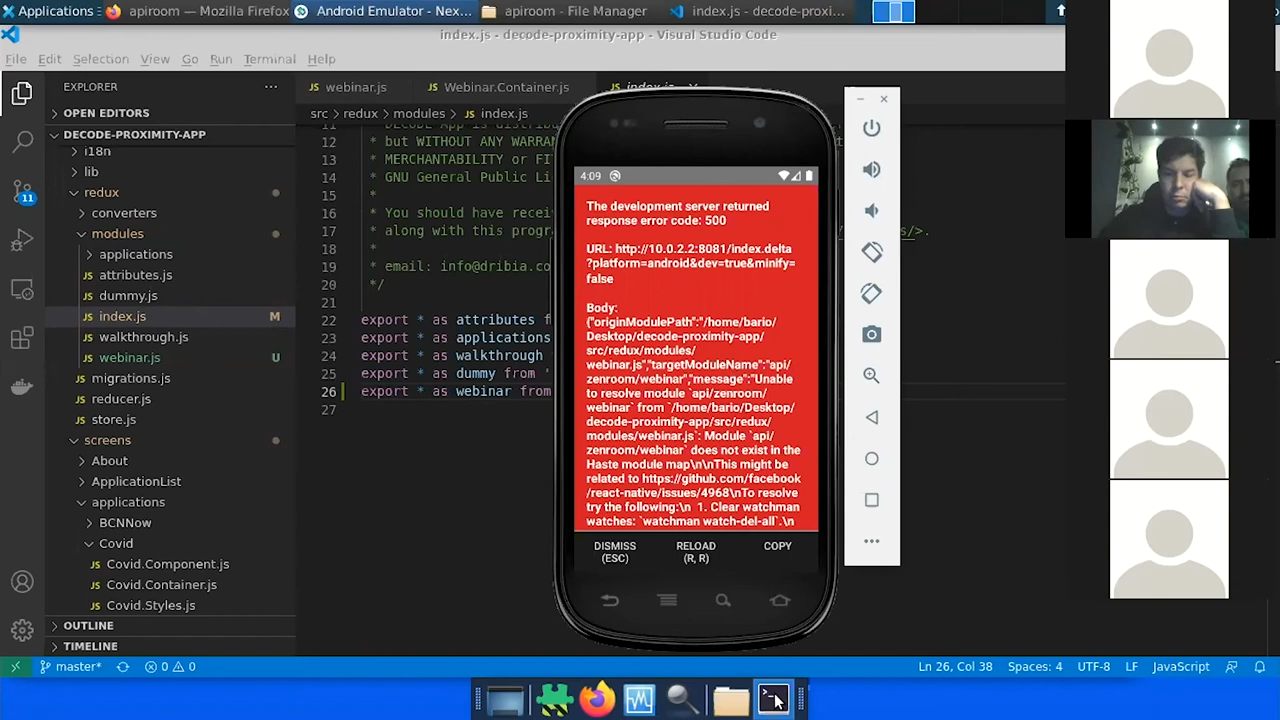 Applications
apiroom — Mozilla Firefox
Android Emulator - Nex...
apiroom - File Manager
index.js - decode-proxi...
index.js - decode-proximity-app - Visual Studio Code
File Edit Selection View Go Run Terminal Help
EXPLORER
OPEN EDITORS
DECODE-PROXIMITY-APP
i18n
lib
redux
converters
modules
applications
attributes.js
dummy.js
index.js M
walkthrough.js
webinar.js U
migrations.js
reducer.js
store.js
screens
About
ApplicationList
applications
BCNNow
Covid
Covid.Component.js
Covid.Container.js
Covid.Styles.js
OUTLINE
TIMELINE
11
webinar.js
Webinar.Container.js
index.js
src > redux > modules > index.js
12 * but WITHOUT ANY WARRAN
13 * MERCHANTABILITY or FI
14 * GNU General Public Li
15 *
16 * You should have recei
17 * along with this progra s/>.
18 *
19 * email: info@dribia.co
20 */
21
22 export * as attributes f
23 export * as applications
24 export * as walkthrough
25 export * as dummy from '
26 export * as webinar from
27
4:09
The development server returned
response error code: 500
URL: http://10.0.2.2:8081/index.delta
?platform=android&dev=true&minify=
false
Body:
{"originModulePath":"/home/bario/
Desktop/decode-proximity-app/
src/redux/modules/
webinar.js","targetModuleName":"api/
zenroom/webinar","message":"Unable
to resolve module `api/zenroom/
webinar` from `/home/bario/Desktop/
decode-proximity-app/src/redux/
modules/webinar.js`: Module `api/
zenroom/webinar` does not exist in the
Haste module map\n\nThis might be
related to https://github.com/facebook
/react-native/issues/4968\nTo resolve
try the following:\n 1. Clear watchman
watches: `watchman watch-del-all`.\n
DISMISS
(ESC)
RELOAD
(R, R)
COPY
master*
0 0
Ln 26, Col 38
Spaces: 4
UTF-8
LF
JavaScript